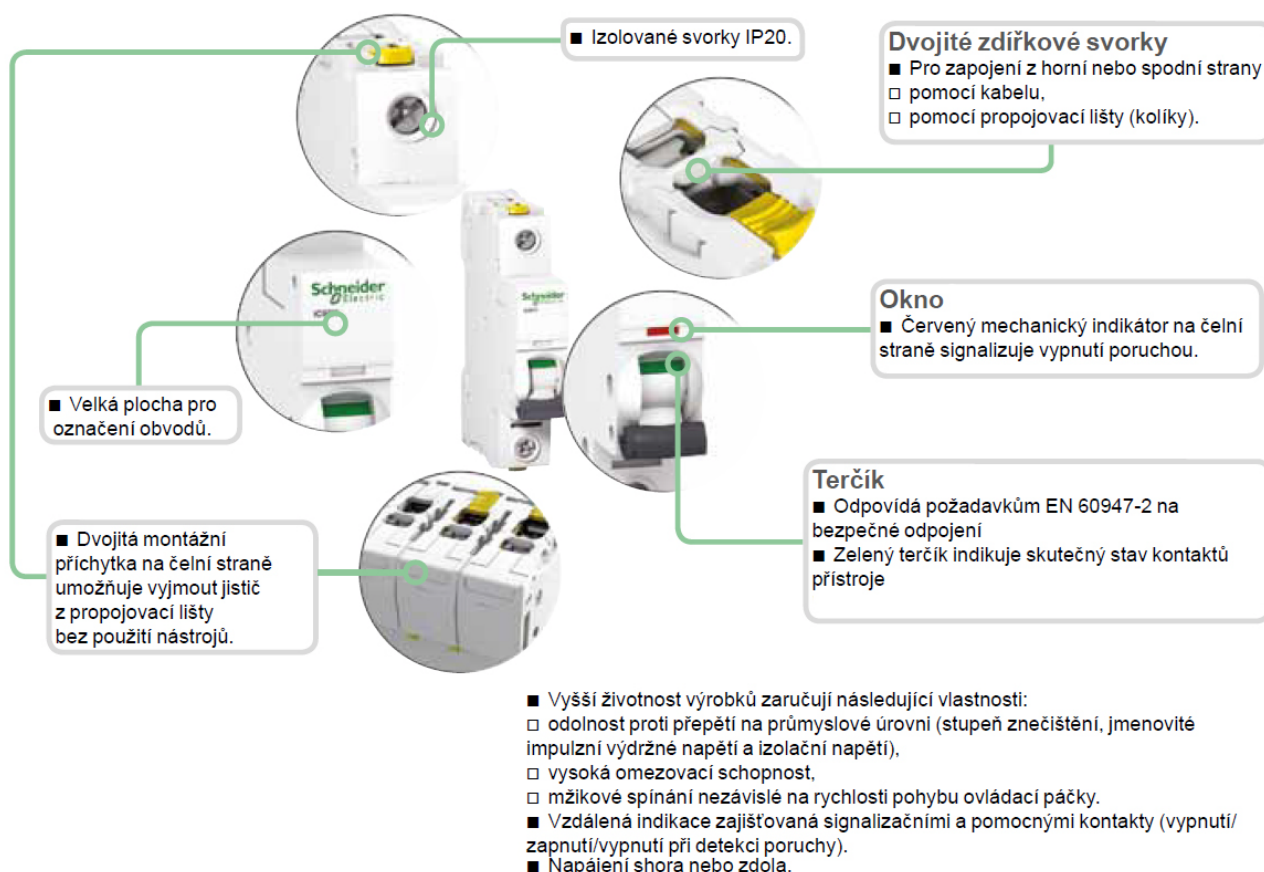 ■ Izolované svorky IP20.
Dvojité zdířkové svorky
■ Pro zapojení z horní nebo spodní strany
□ pomocí kabelu,
□ pomocí propojovací lišty (kolíky).
Schneider
Electric
Schneider
Electric
■ Velká plocha pro
označení obvodů.
Okno
■ Červený mechanický indikátor na čelní
straně signalizuje vypnutí poruchou.
Terčík
■ Odpovídá požadavkům EN 60947-2 na
bezpečné odpojení
■ Zelený terčík indikuje skutečný stav kontaktů
přístroje
■ Dvojitá montážní
příchytka na čelní straně
umožňuje vyjmout jistič
z propojovací lišty
bez použití nástrojů.
■ Vyšší životnost výrobků zaručují následující vlastnosti:
□ odolnost proti přepětí na průmyslové úrovni (stupeň znečištění, jmenovité
impulzní výdržné napětí a izolační napětí),
□ vysoká omezovací schopnost,
□ mžikové spínání nezávislé na rychlosti pohybu ovládací páčky.
■ Vzdálená indikace zajišťovaná signalizačními a pomocnými kontakty (vypnutí/
zapnutí/vypnutí při detekci poruchy).
■ Napájení shora nebo zdola.